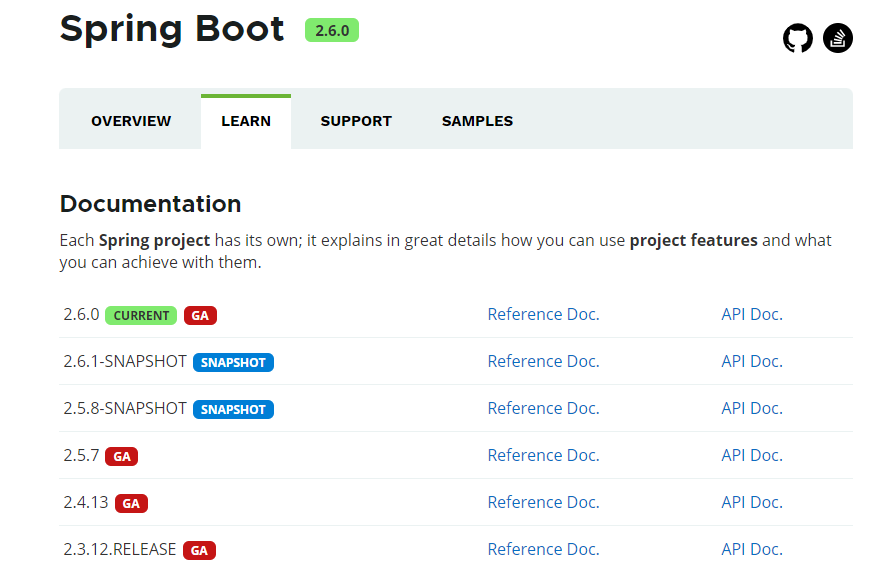 Spring Boot 2.6.0
OVERVIEW LEARN SUPPORT SAMPLES
Documentation
Each Spring project has its own; it explains in great details how you can use project features and what
you can achieve with them.
2.6.0 CURRENT GA Reference Doc. API Doc.
2.6.1-SNAPSHOT SNAPSHOT Reference Doc. API Doc.
2.5.8-SNAPSHOT SNAPSHOT Reference Doc. API Doc.
2.5.7 GA Reference Doc. API Doc.
2.4.13 GA Reference Doc. API Doc.
2.3.12.RELEASE GA Reference Doc. API Doc.